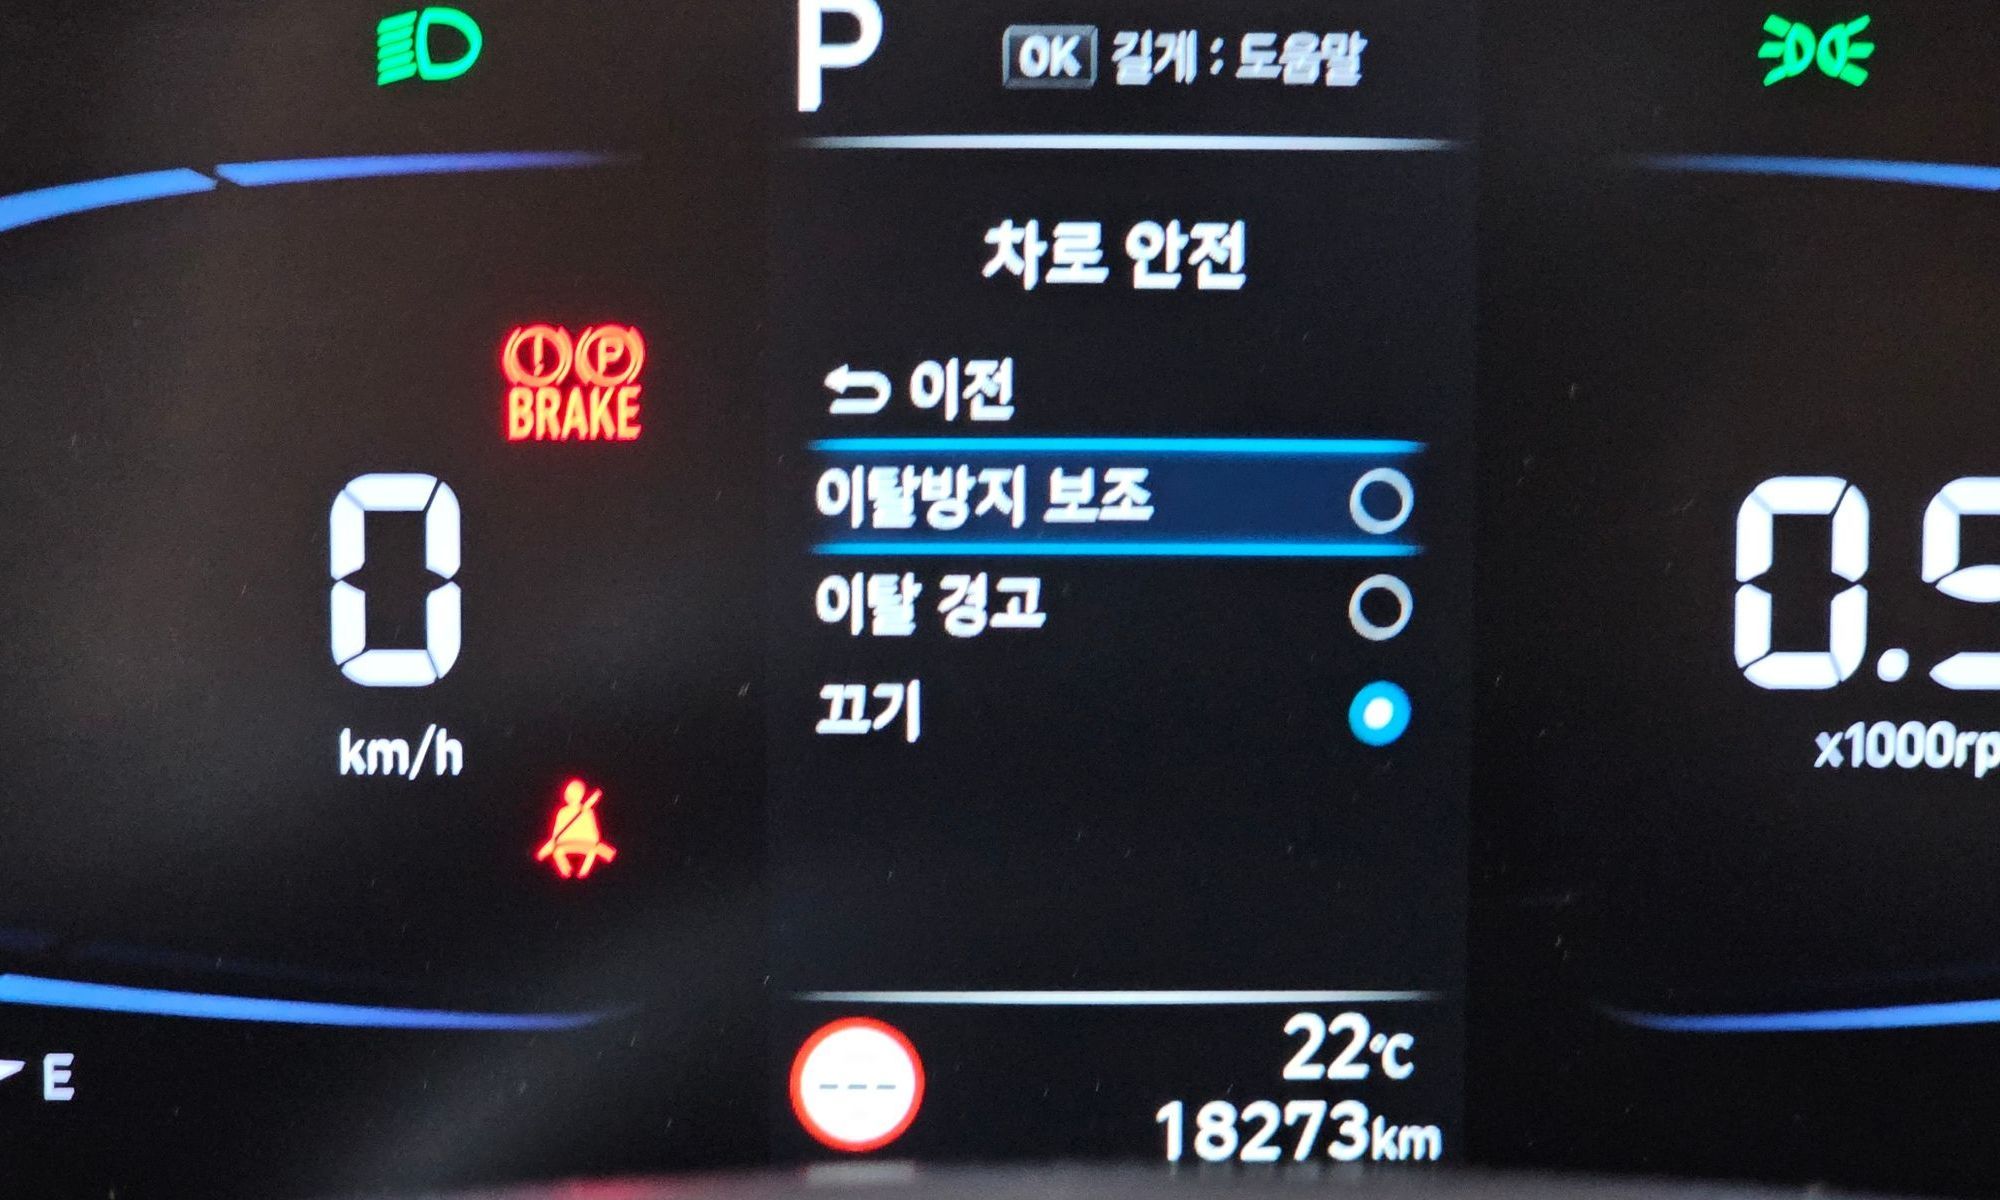 P
OK 길게 : 도움말
차로 안전
이전
BRAKE
이탈방지 보조
이탈 경고
끄기
0
km/h
0.5
x1000rp
22°C
E
---
18273km